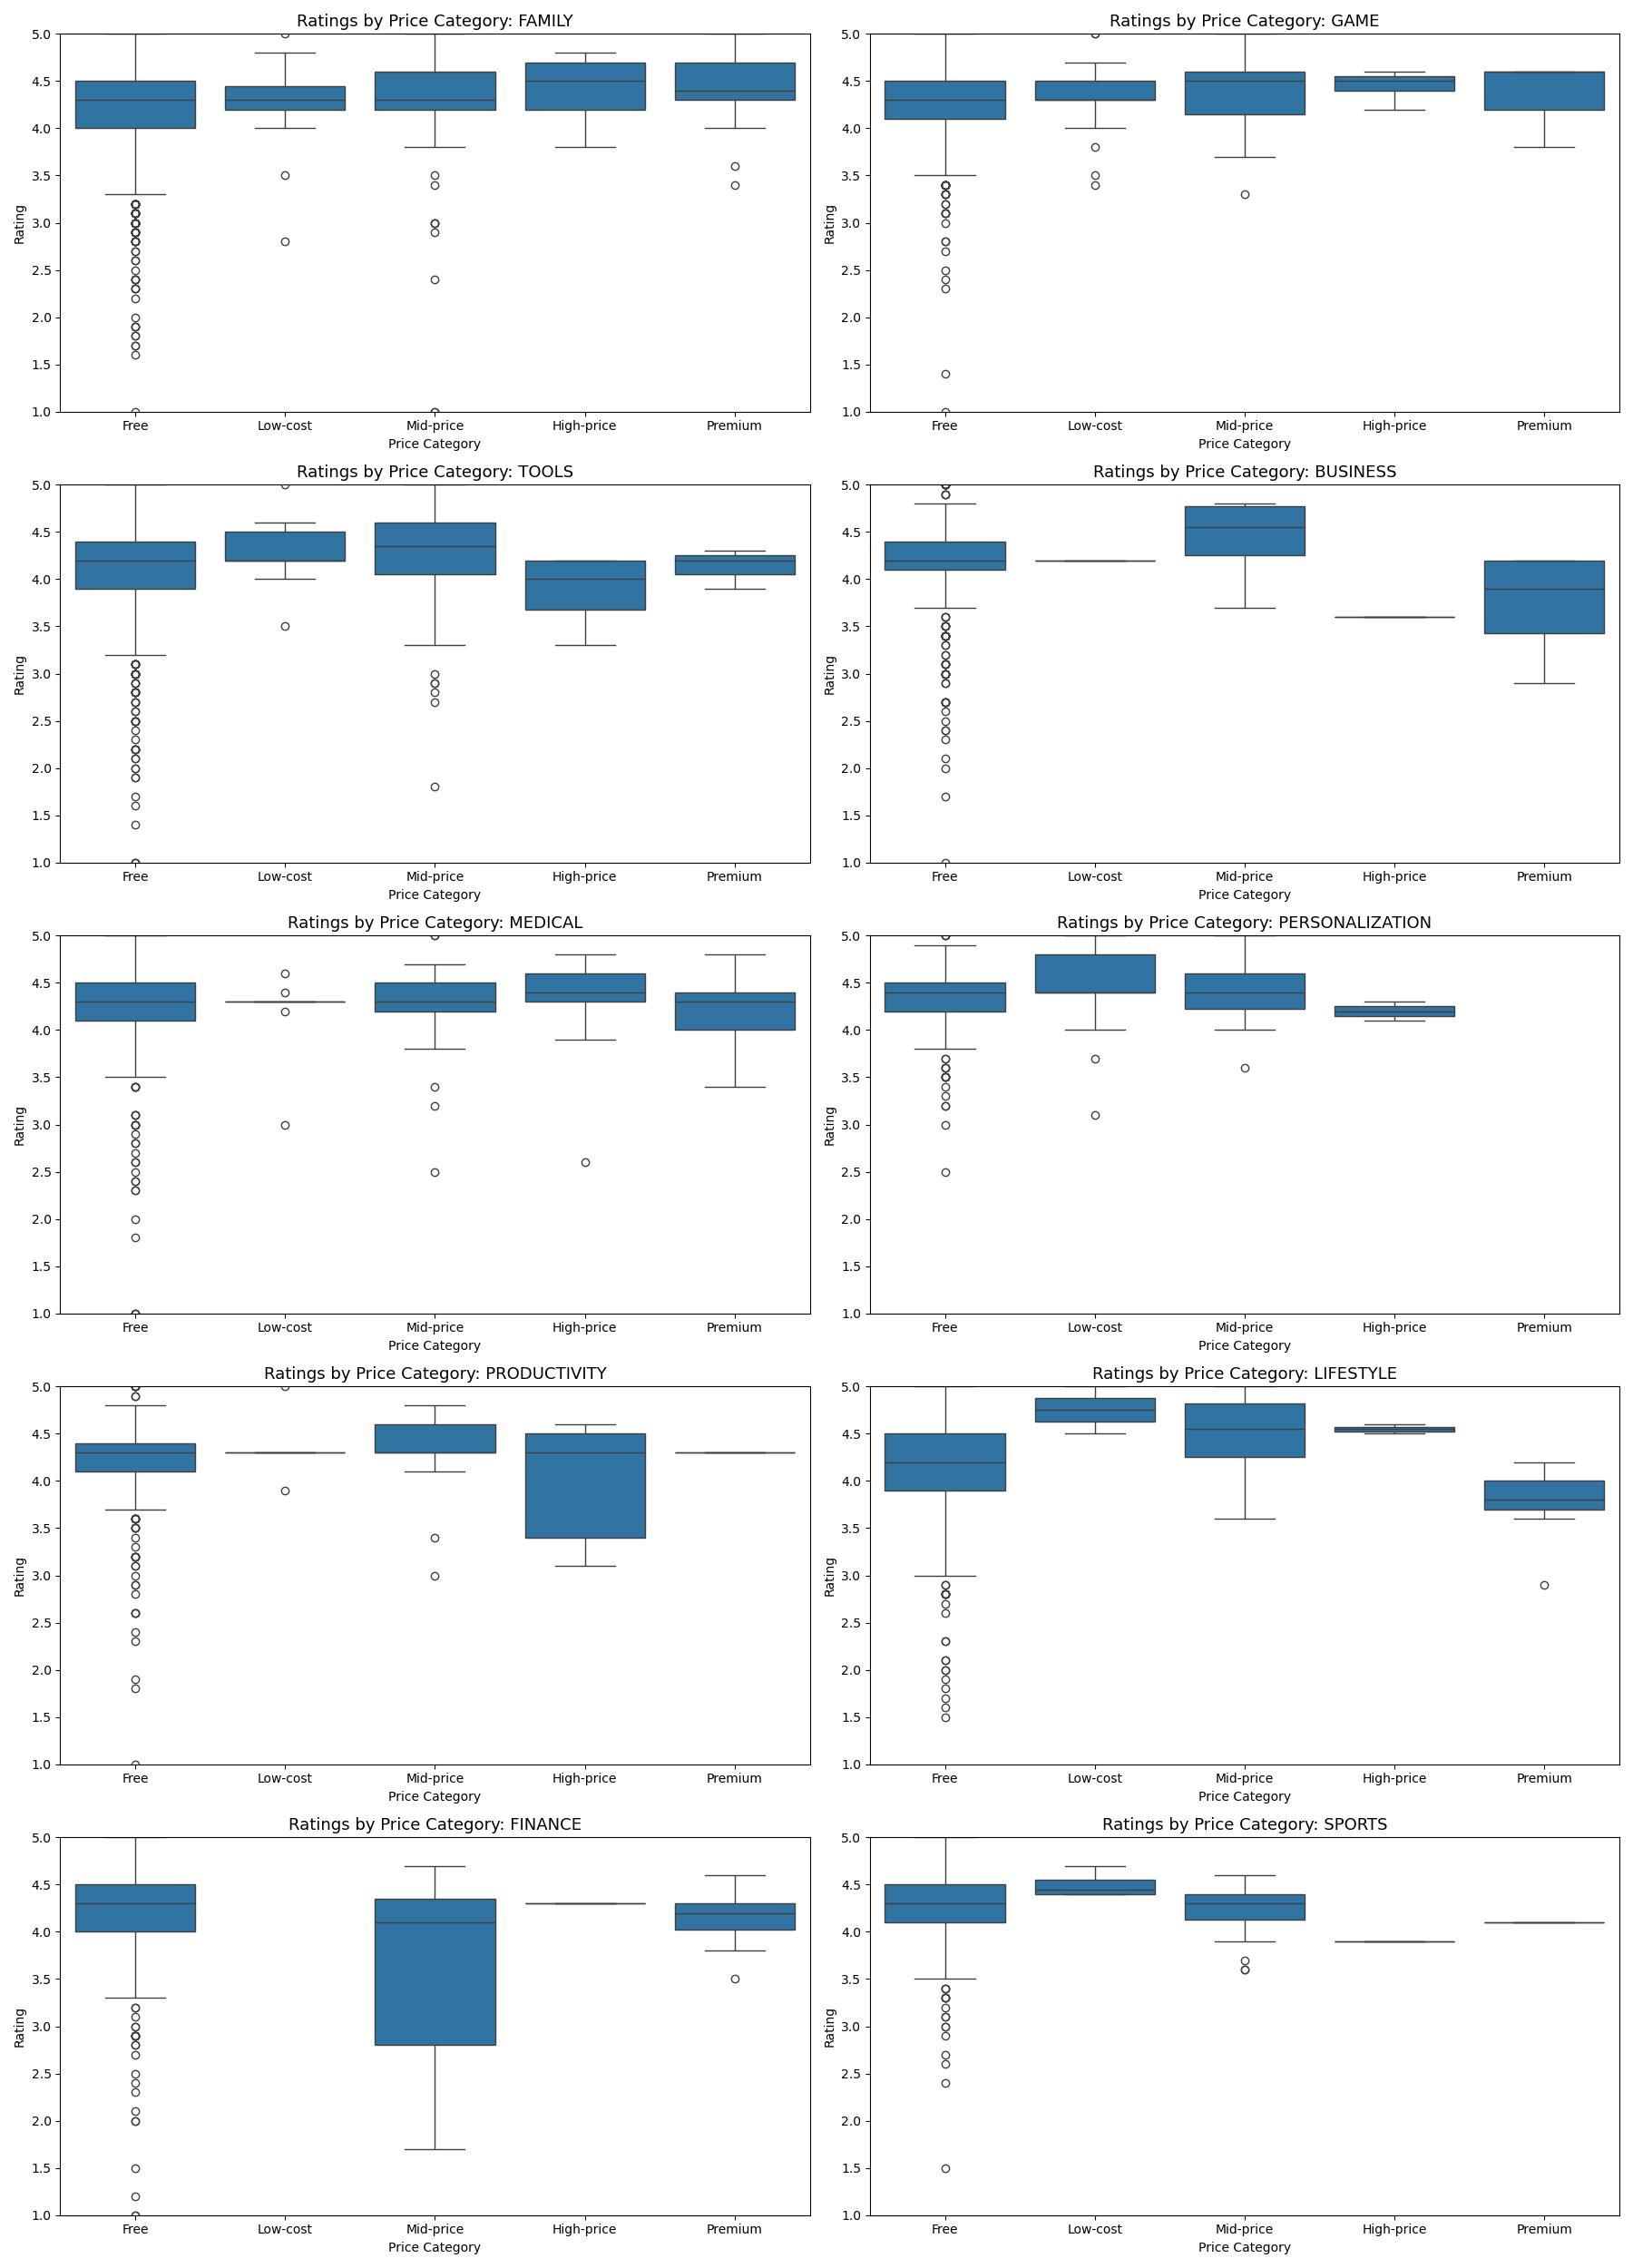 Ratings by Price Category: FAMILY
5.0
4.5
4.0
3.5
3.0
2.5
2.0
1.5
1.0
Rating
Free Low-cost Mid-price High-price Premium
Price Category
Ratings by Price Category: GAME
5.0
4.5
4.0
3.5
3.0
2.5
2.0
1.5
1.0
Rating
Free Low-cost Mid-price High-price Premium
Price Category
Ratings by Price Category: TOOLS
5.0
4.5
4.0
3.5
3.0
2.5
2.0
1.5
1.0
Rating
Free Low-cost Mid-price High-price Premium
Price Category
Ratings by Price Category: BUSINESS
5.0
4.5
4.0
3.5
3.0
2.5
2.0
1.5
1.0
Rating
Free Low-cost Mid-price High-price Premium
Price Category
Ratings by Price Category: MEDICAL
5.0
4.5
4.0
3.5
3.0
2.5
2.0
1.5
1.0
Rating
Free Low-cost Mid-price High-price Premium
Price Category
Ratings by Price Category: PERSONALIZATION
5.0
4.5
4.0
3.5
3.0
2.5
2.0
1.5
1.0
Rating
Free Low-cost Mid-price High-price Premium
Price Category
Ratings by Price Category: PRODUCTIVITY
5.0
4.5
4.0
3.5
3.0
2.5
2.0
1.5
1.0
Rating
Free Low-cost Mid-price High-price Premium
Price Category
Ratings by Price Category: LIFESTYLE
5.0
4.5
4.0
3.5
3.0
2.5
2.0
1.5
1.0
Rating
Free Low-cost Mid-price High-price Premium
Price Category
Ratings by Price Category: FINANCE
5.0
4.5
4.0
3.5
3.0
2.5
2.0
1.5
1.0
Rating
Free Low-cost Mid-price High-price Premium
Price Category
Ratings by Price Category: SPORTS
5.0
4.5
4.0
3.5
3.0
2.5
2.0
1.5
1.0
Rating
Free Low-cost Mid-price High-price Premium
Price Category